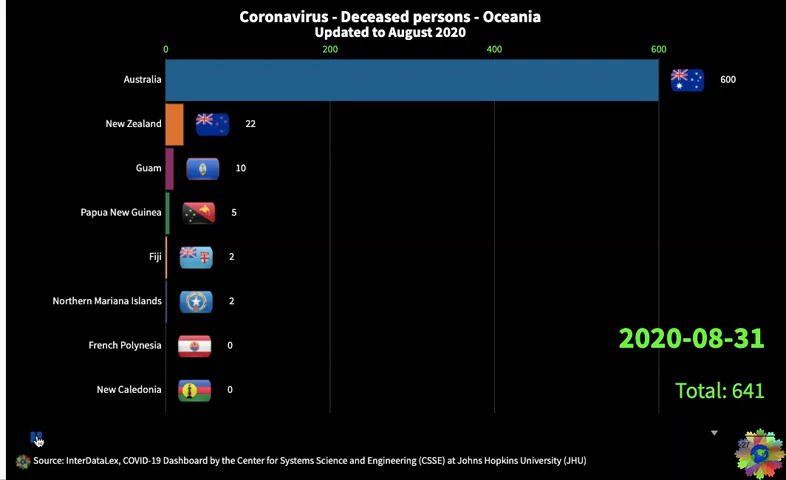 Coronavirus - Deceased persons - Oceania
Updated to August 2020
0 200 400 600
Australia 600
New Zealand 22
Guam 10
Papua New Guinea 5
Fiji 2
Northern Mariana Islands 2
French Polynesia 0
New Caledonia 0
2020-08-31
Total: 641
Source: InterDataLex, COVID-19 Dashboard by the Center for Systems Science and Engineering (CSSE) at Johns Hopkins University (JHU)